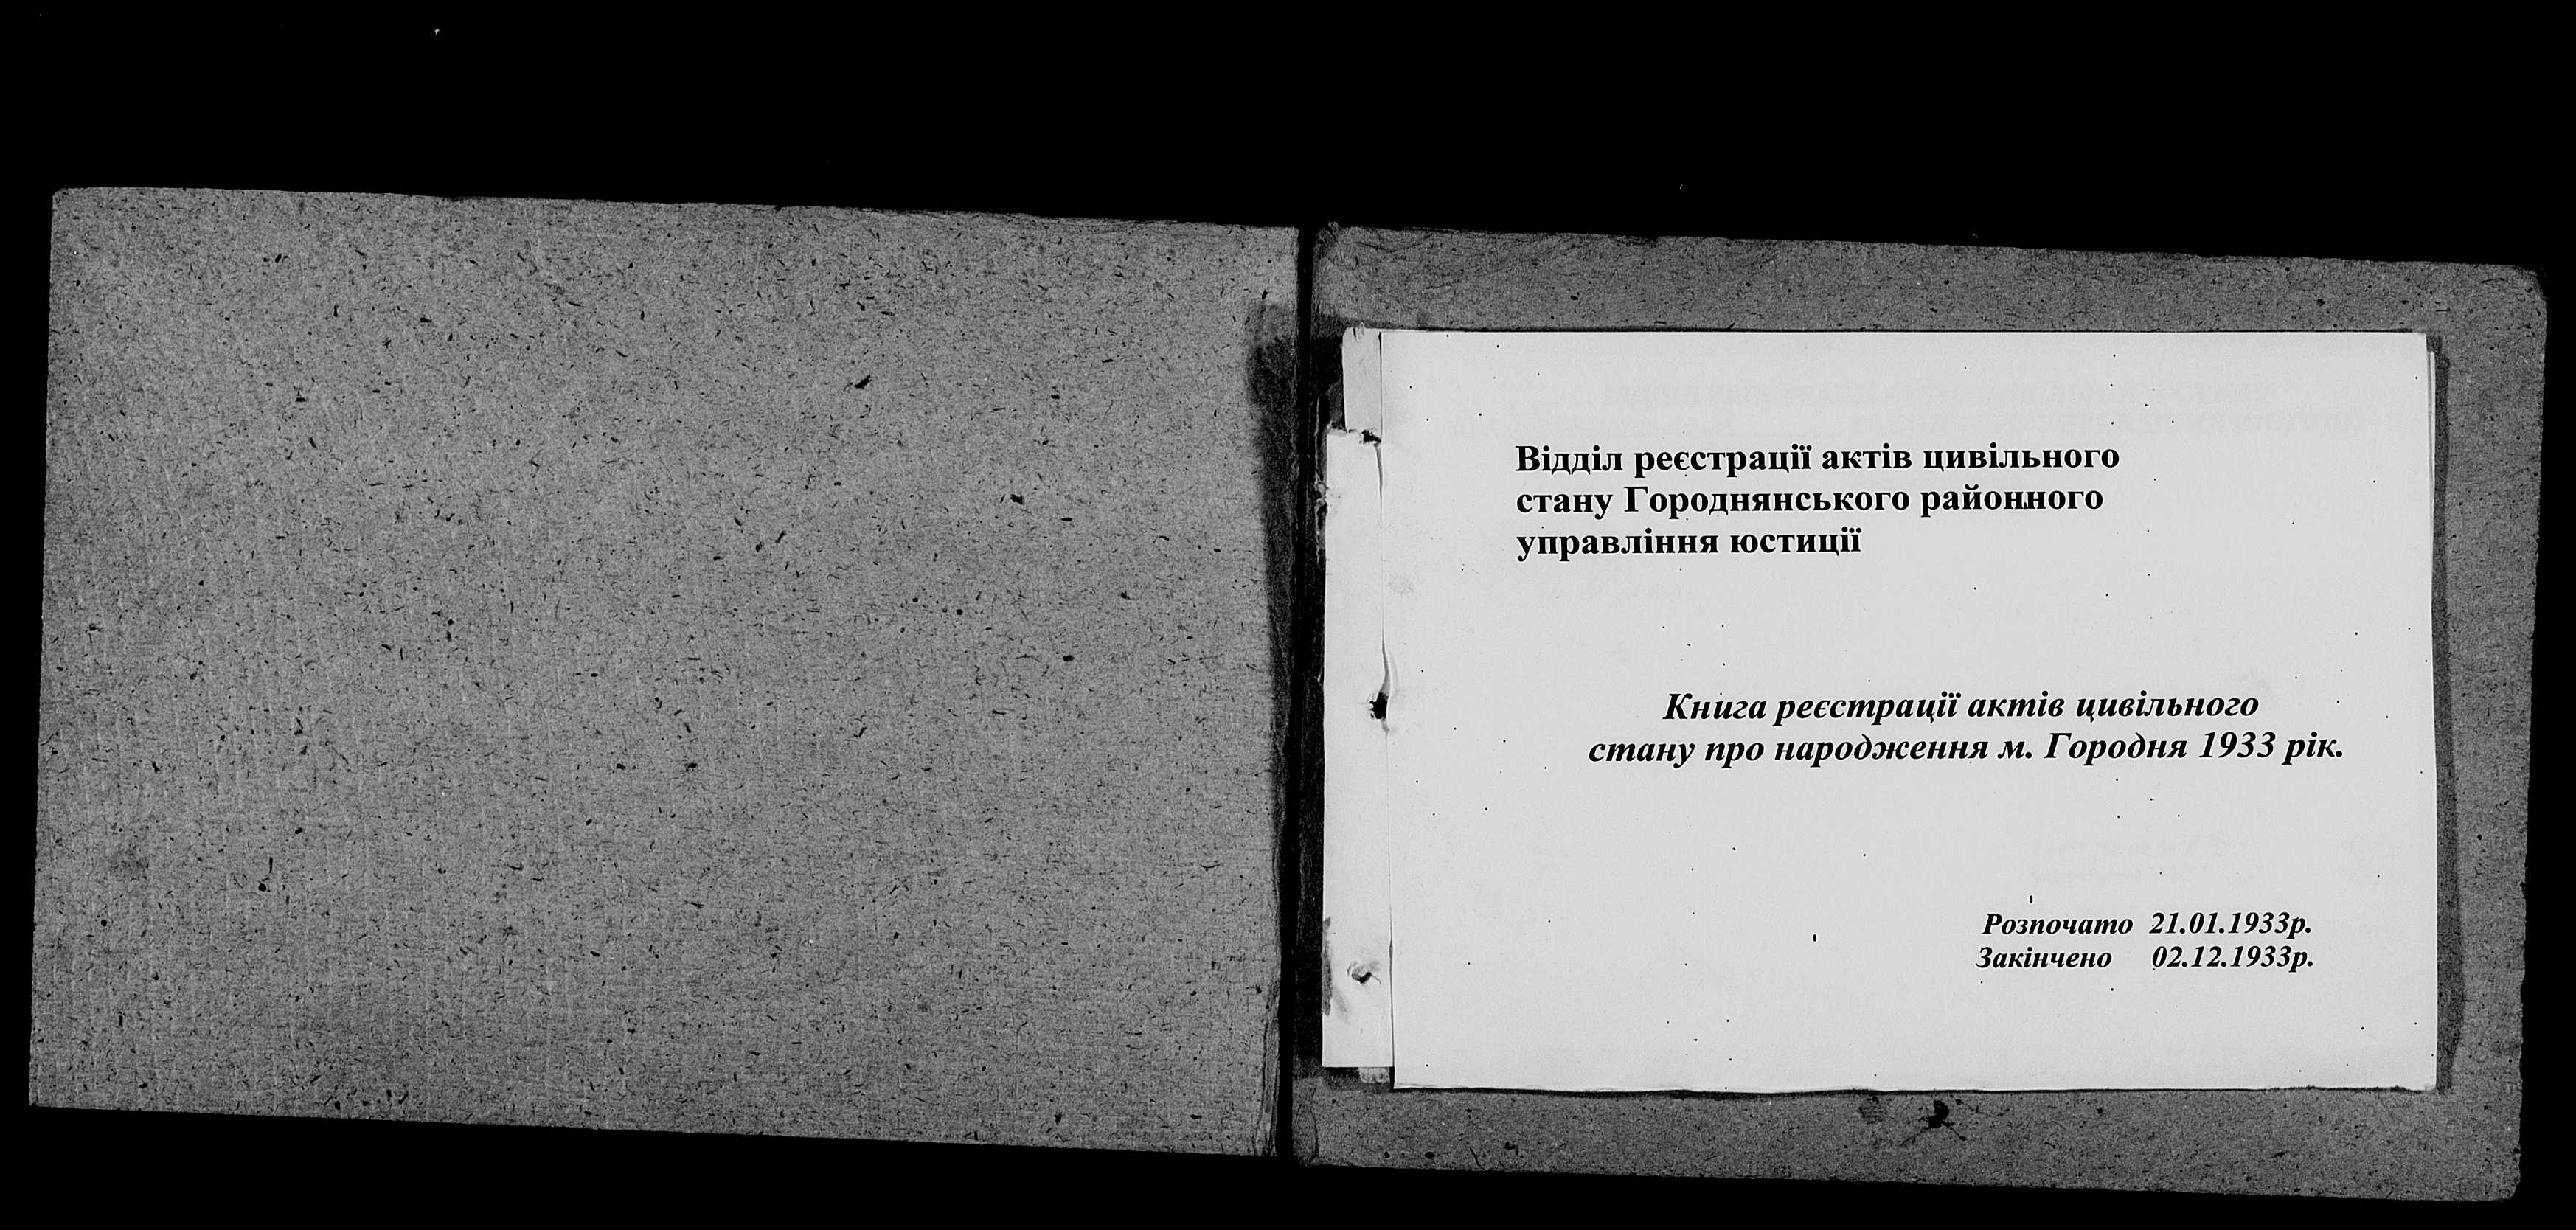 Відділ реєстрації актів цивільного
стану Городнянського районного
управління юстиції
Книга реєстрації актів цивільного
стану про народження м. Городня 1933 рік.
Розпочато 21.01.1933р.
Закінчено 02.12.1933р.